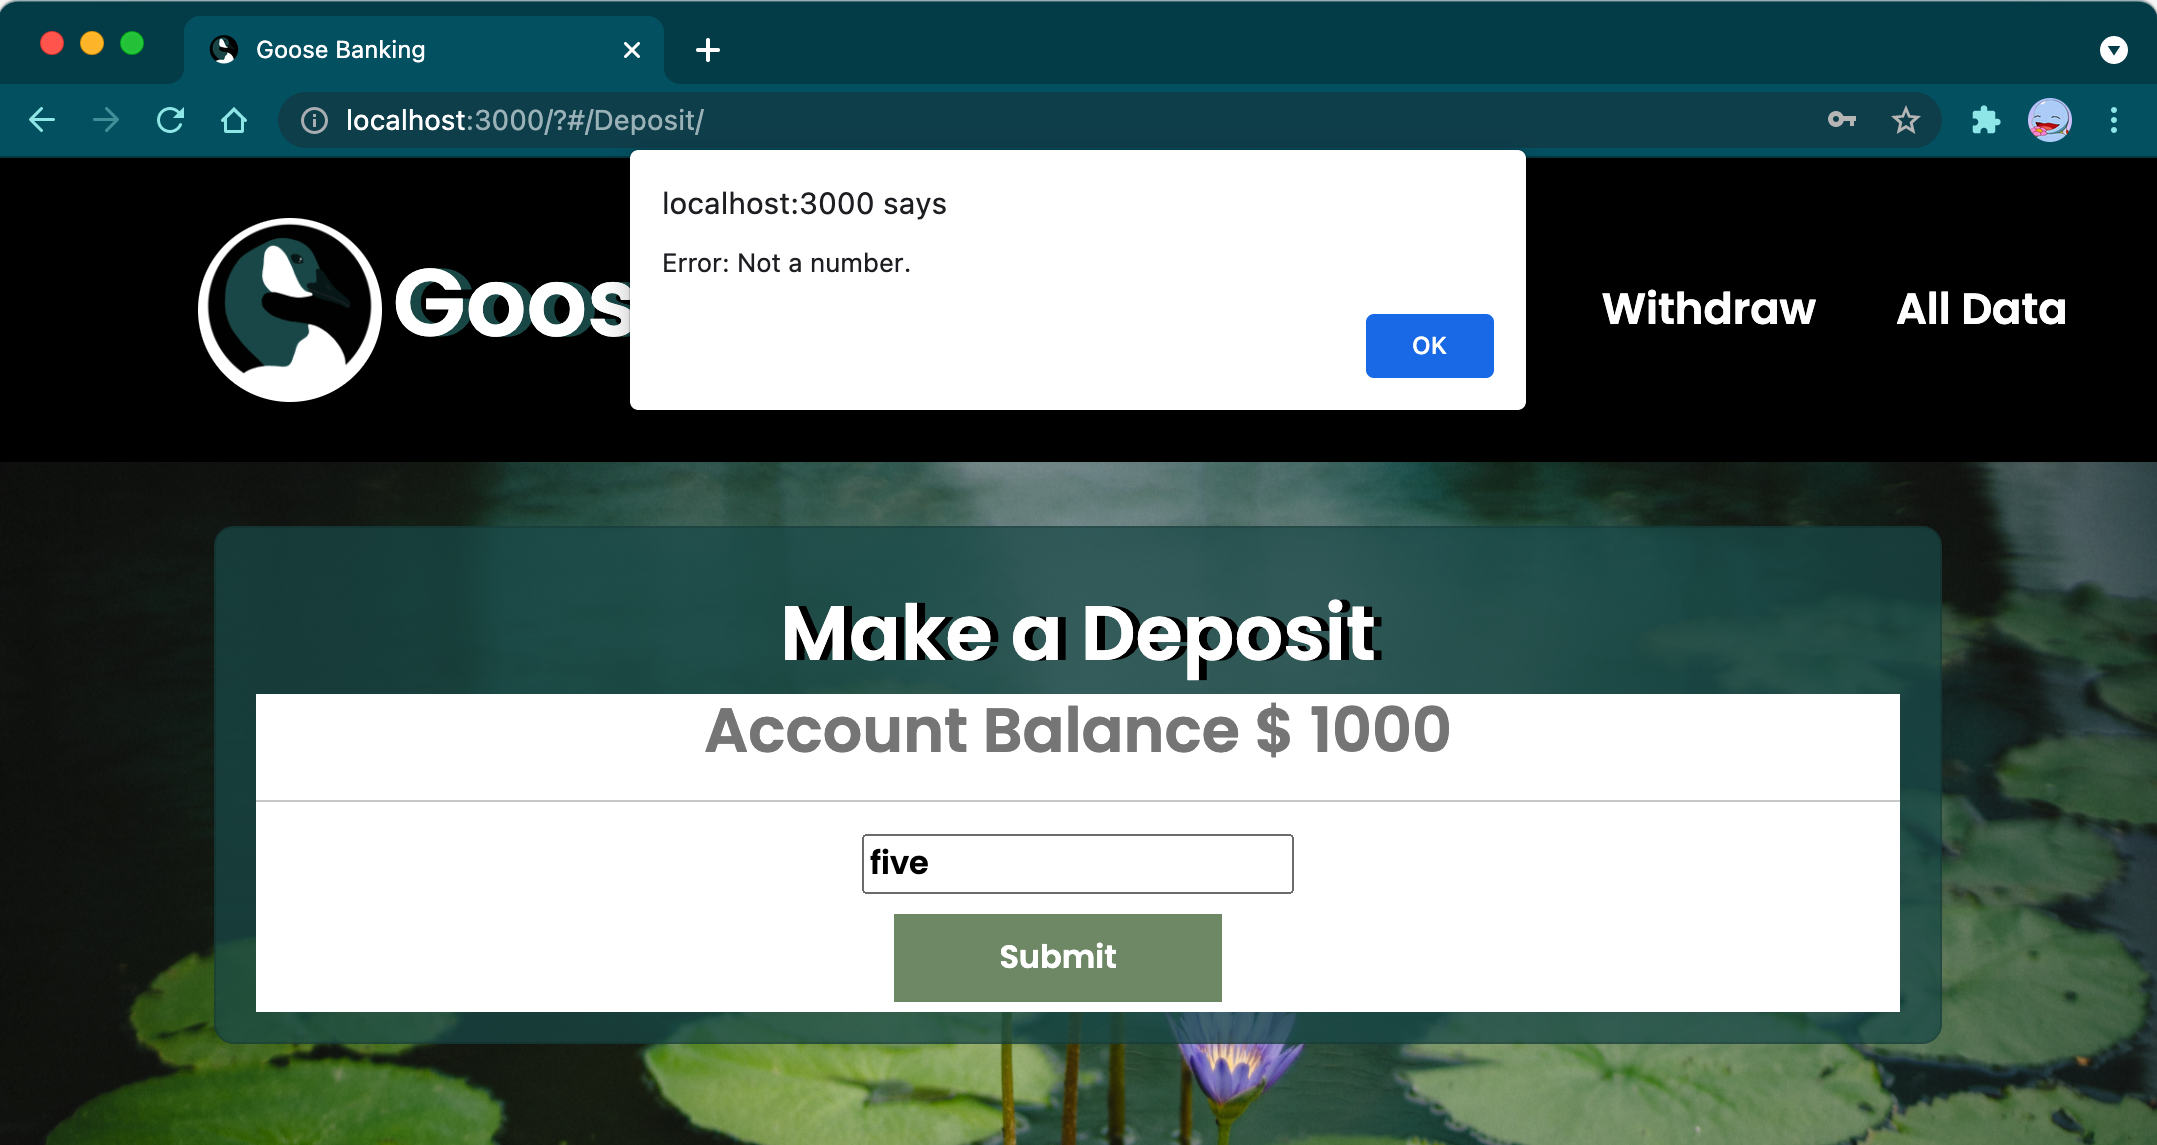 Goose Banking
localhost:3000/?#/Deposit/
localhost:3000 says
Error: Not a number.
OK
Goos
Withdraw
All Data
Make a Deposit
Account Balance $ 1000
five
Submit